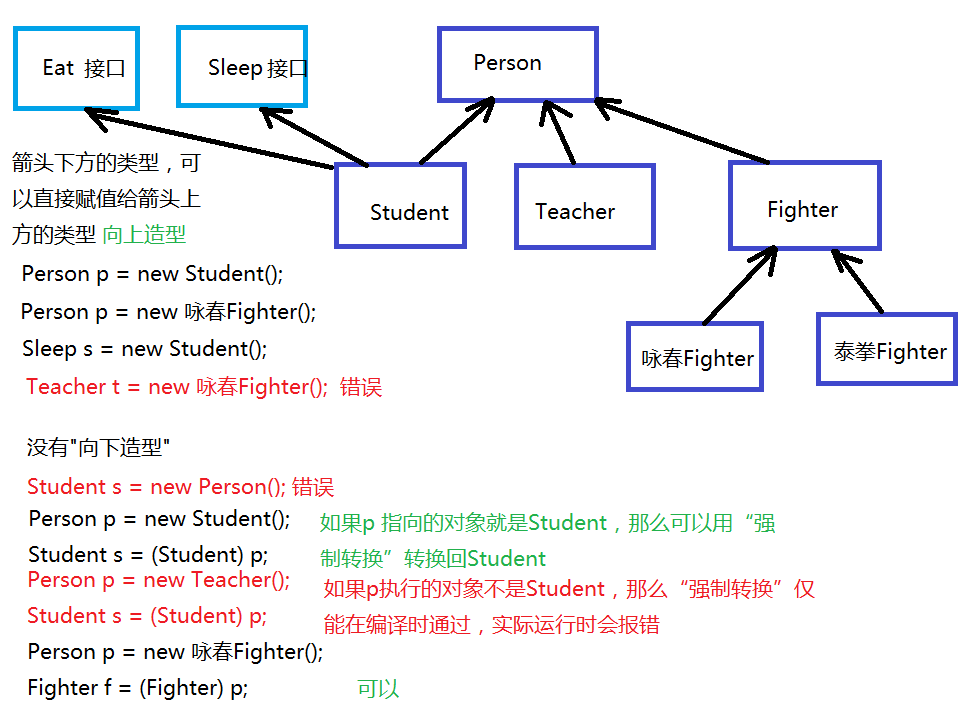 Eat 接口
Sleep 接口
Person
Student
Teacher
Fighter
咏春Fighter
泰拳Fighter
箭头下方的类型，可
以直接赋值给箭头上
方的类型 向上造型
Person p = new Student();
Person p = new 咏春Fighter();
Sleep s = new Student();
Teacher t = new 咏春Fighter(); 错误
没有"向下造型"
Student s = new Person(); 错误
Person p = new Student();
Student s = (Student) p;
如果p 指向的对象就是Student，那么可以用“强
制转换”转换回Student
Person p = new Teacher();
Student s = (Student) p;
如果p执行的对象不是Student，那么“强制转换”仅
能在编译时通过，实际运行时会报错
Person p = new 咏春Fighter();
Fighter f = (Fighter) p; 可以